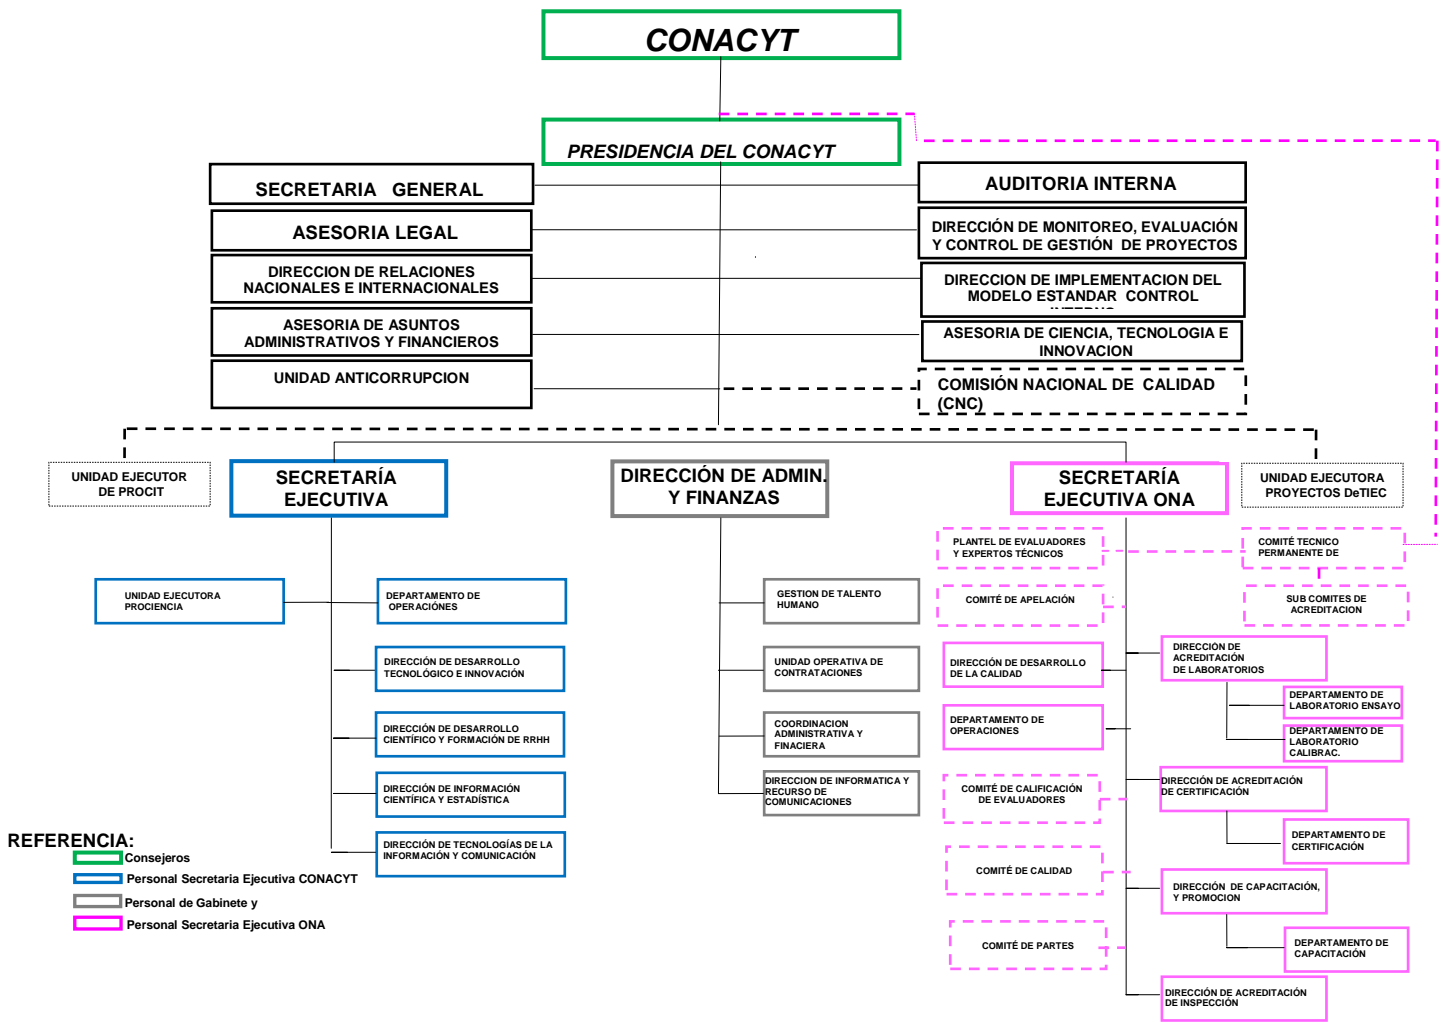 CONACYT
PRESIDENCIA DEL CONACYT
SECRETARIA GENERAL
AUDITORIA INTERNA
ASESORIA LEGAL
DIRECCIÓN DE MONITOREO, EVALUACIÓN
Y CONTROL DE GESTIÓN DE PROYECTOS
DIRECCION DE RELACIONES
NACIONALES E INTERNACIONALES
DIRECCION DE IMPLEMENTACION DEL
MODELO ESTANDAR CONTROL
ASESORIA DE ASUNTOS
ADMINISTRATIVOS Y FINANCIEROS
ASESORIA DE CIENCIA, TECNOLOGIA E
INNOVACION
UNIDAD ANTICORRUPCION
COMISIÓN NACIONAL DE CALIDAD
(CNC)
UNIDAD EJECUTOR
DE PROCIT
SECRETARÍA
EJECUTIVA
DIRECCIÓN DE ADMIN.
Y FINANZAS
SECRETARÍA
EJECUTIVA ONA
UNIDAD EJECUTORA
PROYECTOS DeTIEC
PLANTEL DE EVALUADORES
Y EXPERTOS TÉCNICOS
COMITÉ TECNICO
PERMANENTE DE
UNIDAD EJECUTORA
PROCIENCIA
DEPARTAMENTO DE
OPERACIÓNES
GESTION DE TALENTO
HUMANO
COMITÉ DE APELACIÓN
SUB COMITES DE
ACREDITACION
DIRECCIÓN DE DESARROLLO
TECNOLÓGICO E INNOVACIÓN
UNIDAD OPERATIVA DE
CONTRATACIONES
DIRECCIÓN DE DESARROLLO
DE LA CALIDAD
DIRECCIÓN DE
ACREDITACIÓN
DE LABORATORIOS
DEPARTAMENTO DE
LABORATORIO ENSAYO
DIRECCIÓN DE DESARROLLO
CIENTÍFICO Y FORMACIÓN DE RRHH
COORDINACION
ADMINISTRATIVA Y
FINACIERA
DEPARTAMENTO DE
OPERACIONES
DEPARTAMENTO DE
LABORATORIO
CALIBRAC.
DIRECCIÓN DE INFORMACIÓN
CIENTÍFICA Y ESTADÍSTICA
DIRECCION DE INFORMATICA Y
RECURSO DE
COMUNICACIONES
COMITÉ DE CALIFICACIÓN
DE EVALUADORES
DIRECCIÓN DE ACREDITACIÓN
DE CERTIFICACIÓN
DIRECCIÓN DE TECNOLOGÍAS DE LA
INFORMACIÓN Y COMUNICACIÓN
DEPARTAMENTO DE
CERTIFICACIÓN
COMITÉ DE CALIDAD
DIRECCIÓN DE CAPACITACIÓN,
Y PROMOCION
COMITÉ DE PARTES
DEPARTAMENTO DE
CAPACITACIÓN
DIRECCIÓN DE ACREDITACIÓN
DE INSPECCIÓN
REFERENCIA:
Consejeros
Personal Secretaria Ejecutiva CONACYT
Personal de Gabinete y
Personal Secretaria Ejecutiva ONA